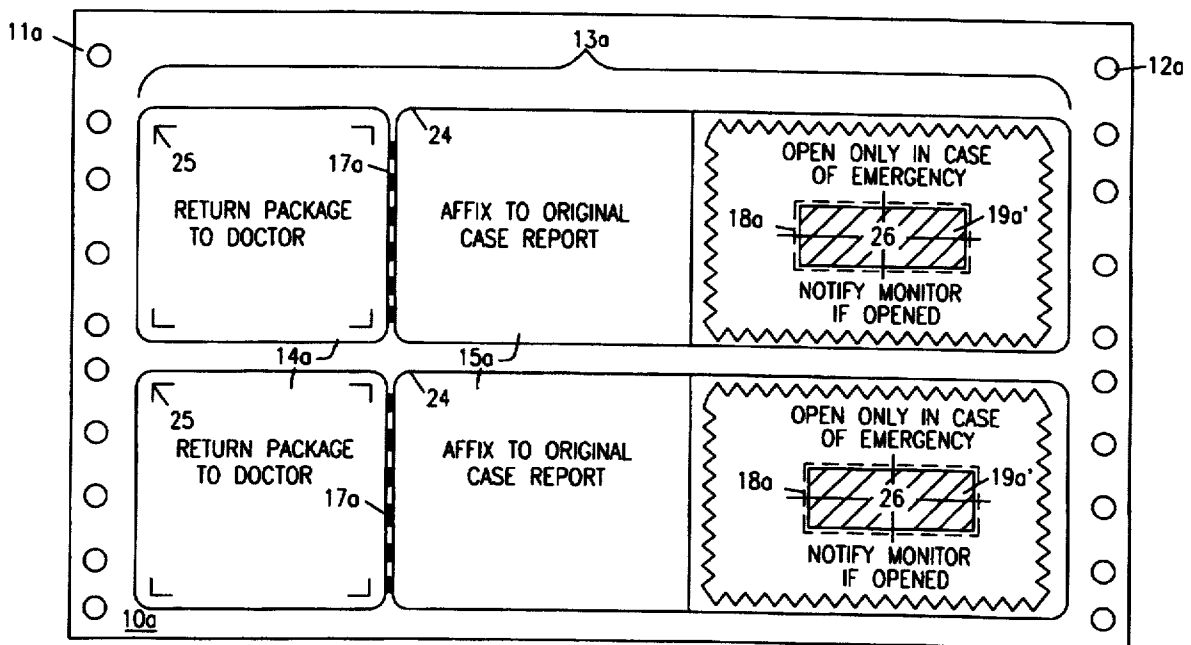 11a
13a
12a
25
24
17a
RETURN PACKAGE
TO DOCTOR
AFFIX TO ORIGINAL
CASE REPORT
OPEN ONLY IN CASE
OF EMERGENCY
18a
26
19a'
NOTIFY MONITOR
IF OPENED
14a
15a
25
24
17a
RETURN PACKAGE
TO DOCTOR
AFFIX TO ORIGINAL
CASE REPORT
OPEN ONLY IN CASE
OF EMERGENCY
18a
26
19a'
NOTIFY MONITOR
IF OPENED
10a